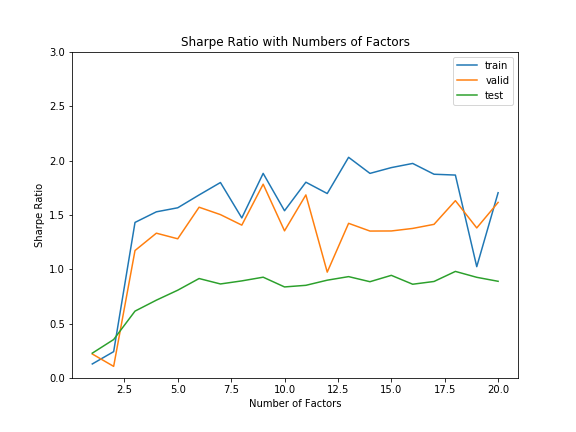 Sharpe Ratio with Numbers of Factors
3.0
2.5
2.0
1.5
1.0
0.5
0.0
Sharpe Ratio
train
valid
test
2.5 5.0 7.5 10.0 12.5 15.0 17.5 20.0
Number of Factors